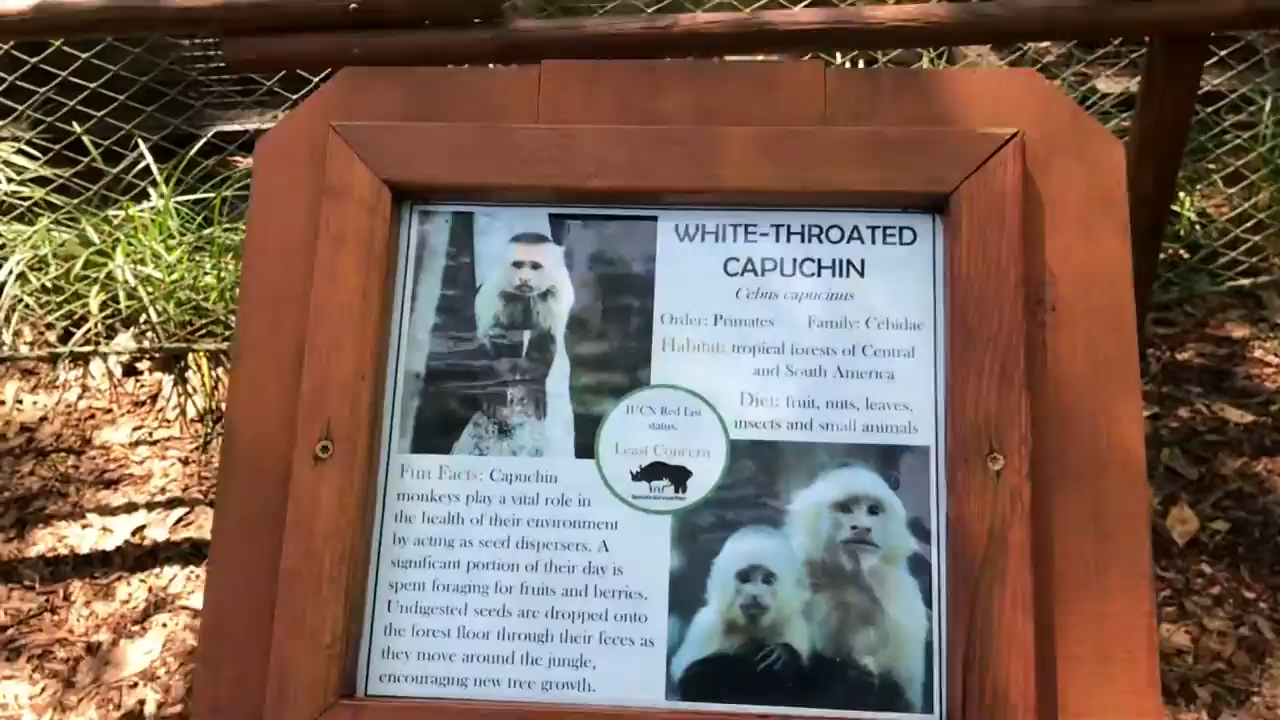 WHITE-THROATED
CAPUCHIN
Cebus capucinus
Order: Primates Family: Cebidae
Habitat: tropical forests of Central
and South America
Diet: fruit, nuts, leaves,
insects and small animals
IUCN Red List
status:
Least Concern
Fun Facts: Capuchin
monkeys play a vital role in
the health of their environment
by acting as seed dispersers. A
significant portion of their day is
spent foraging for fruits and berries.
Undigested seeds are dropped onto
the forest floor through their feces as
they move around the jungle,
encouraging new tree growth.